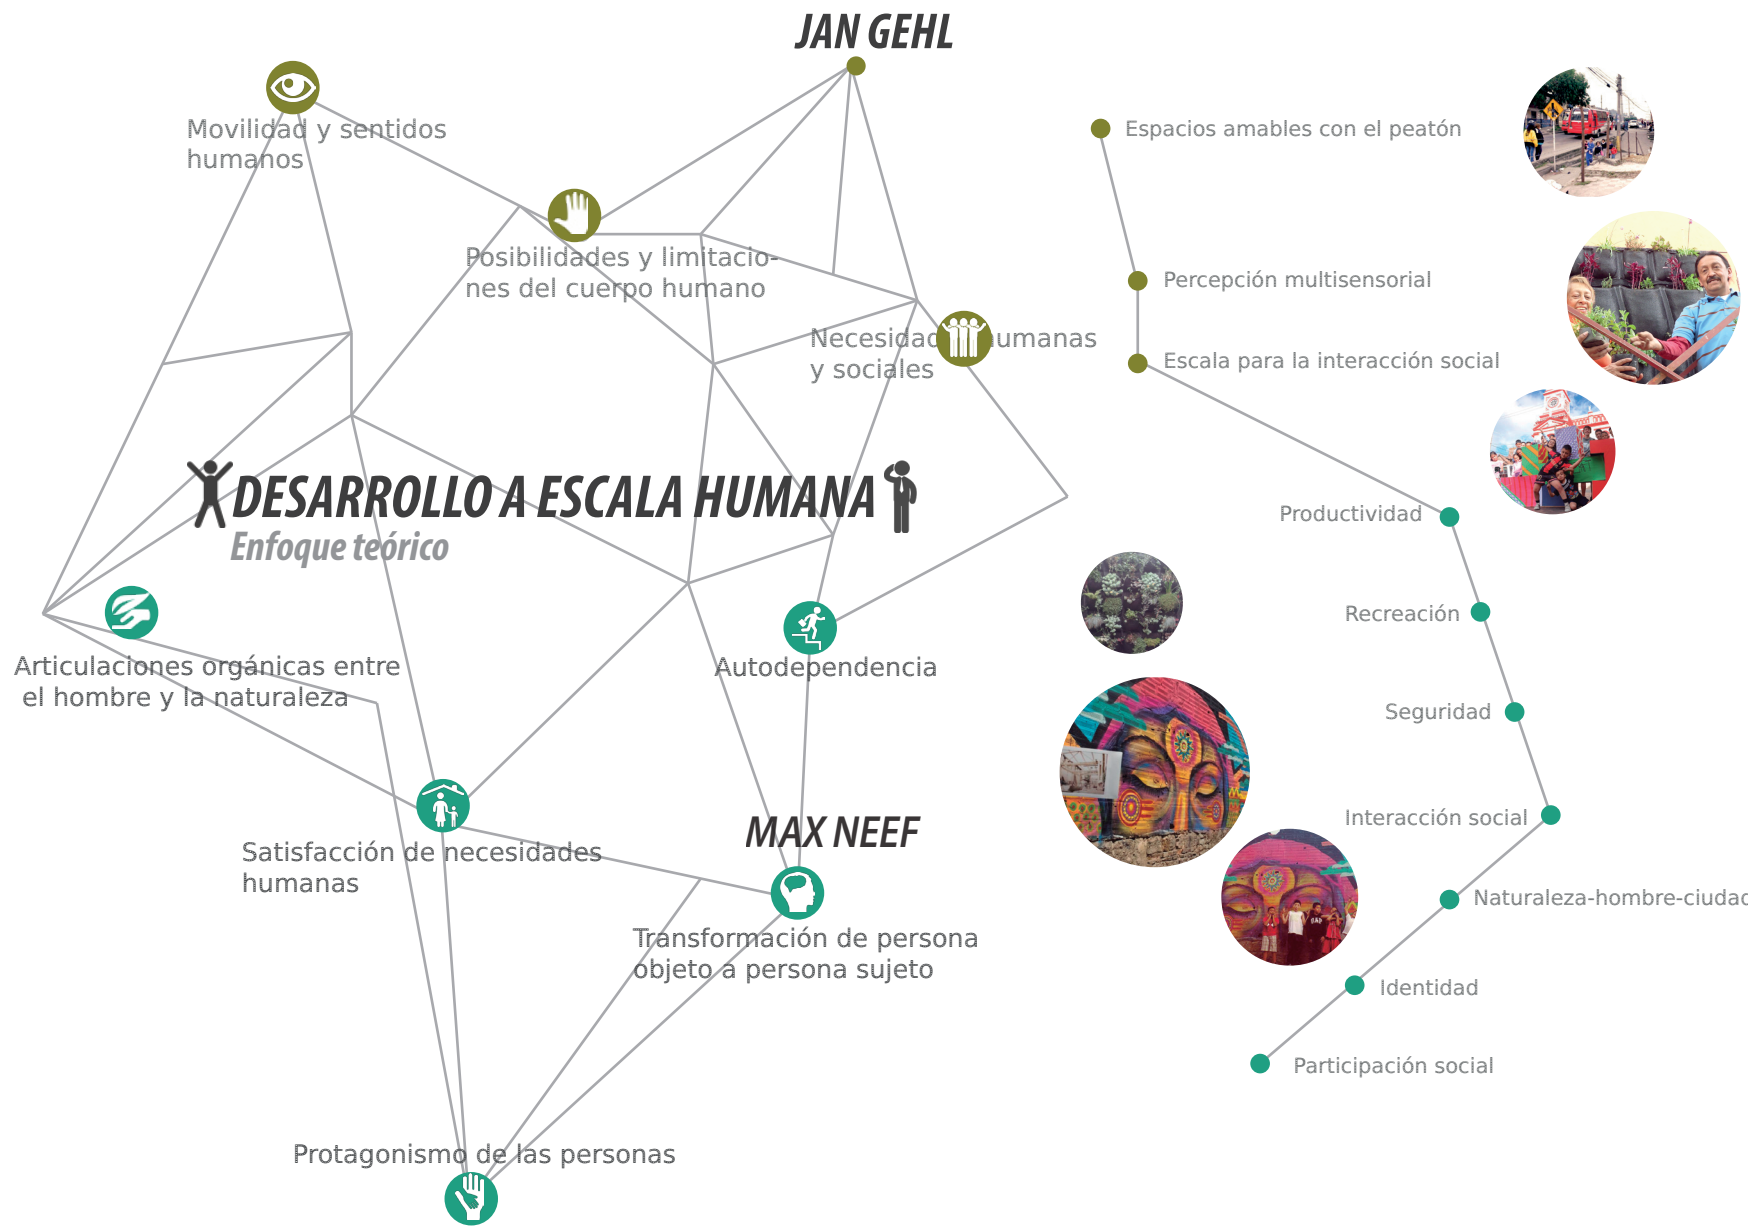 JAN GEHL
Movilidad y sentidos
humanos
Espacios amables con el peatón
Posibilidades y limitacio-
nes del cuerpo humano
Percepción multisensorial
Necesidad humanas
y sociales
Escala para la interacción social
DESARROLLO A ESCALA HUMANA
Enfoque teórico
Productividad
Recreación
Articulaciones orgánicas entre
el hombre y la naturaleza
Autodependencia
Seguridad
Interacción social
MAX NEEF
Satisfacción de necesidades
humanas
Naturaleza-hombre-ciudad
Transformación de persona
objeto a persona sujeto
Identidad
Participación social
Protagonismo de las personas